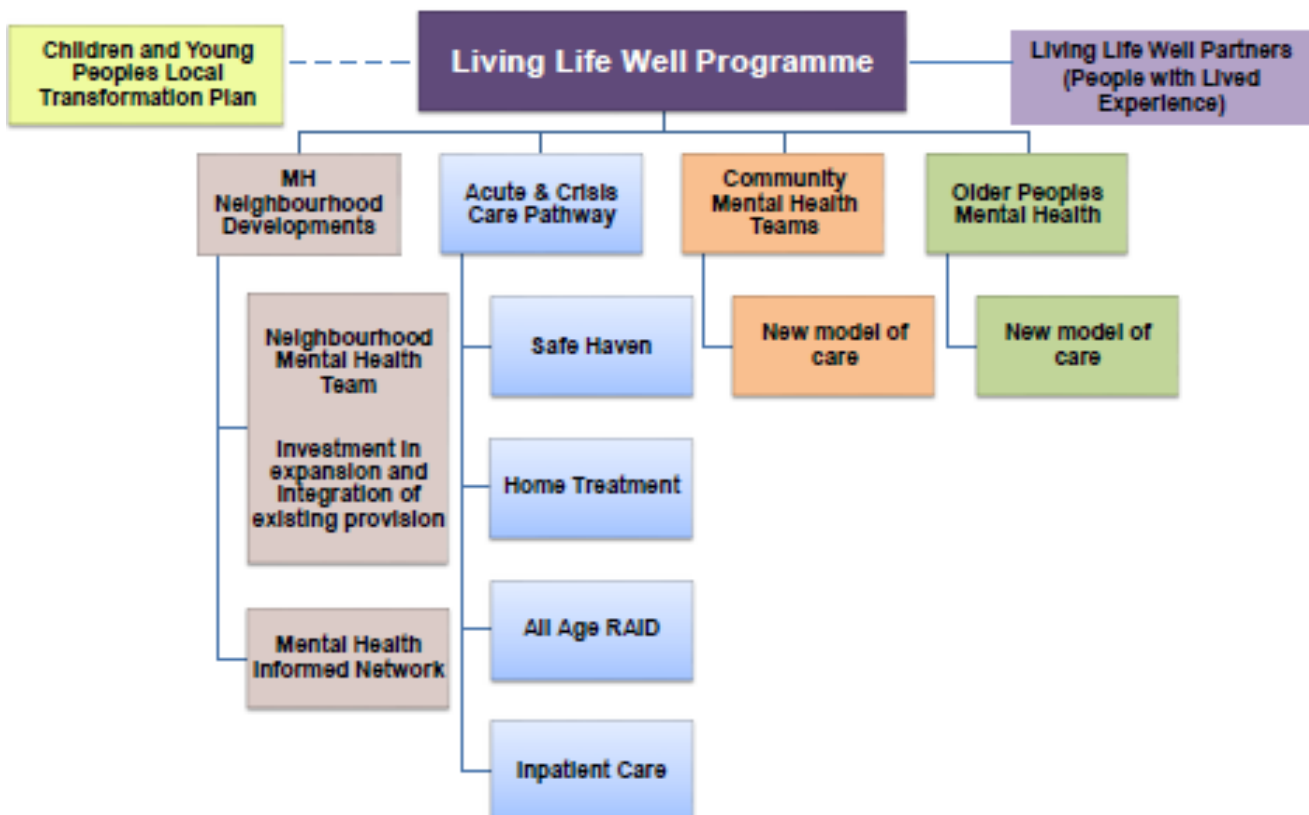 Children and Young
Peoples Local
Transformation Plan
Living Life Well Programme
Living Life Well Partners
(People with Lived
Experience)
MH
Neighbourhood
Developments
Acute & Crisis
Care Pathway
Community
Mental Health
Teams
Older Peoples
Mental Health
Neighbourhood
Mental Health
Team
Investment in
expansion and
integration of
existing provision
Mental Health
Informed Network
Safe Haven
Home Treatment
All Age RAID
Inpatient Care
New model of
care
New model of
care